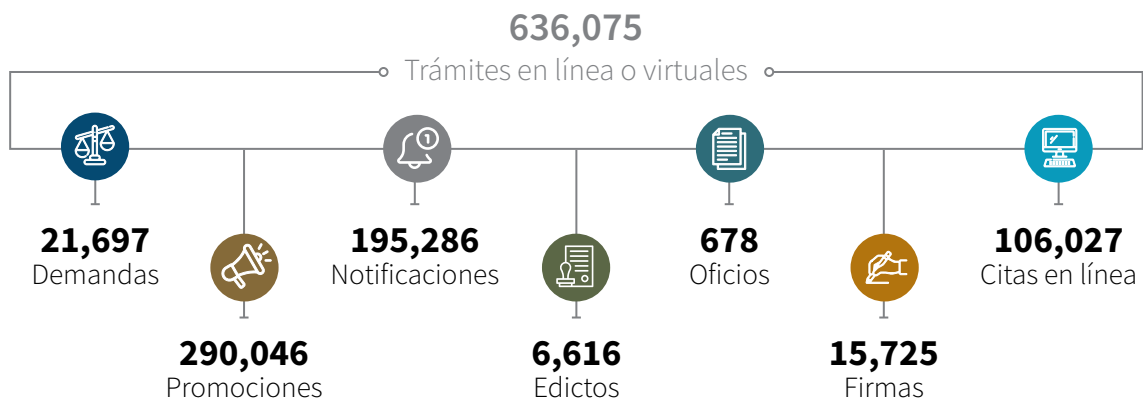 636,075
Trámites en línea o virtuales
1
21,697
Demandas
290,046
Promociones
195,286
Notificaciones
6,616
Edictos
678
Oficios
15,725
Firmas
106,027
Citas en línea